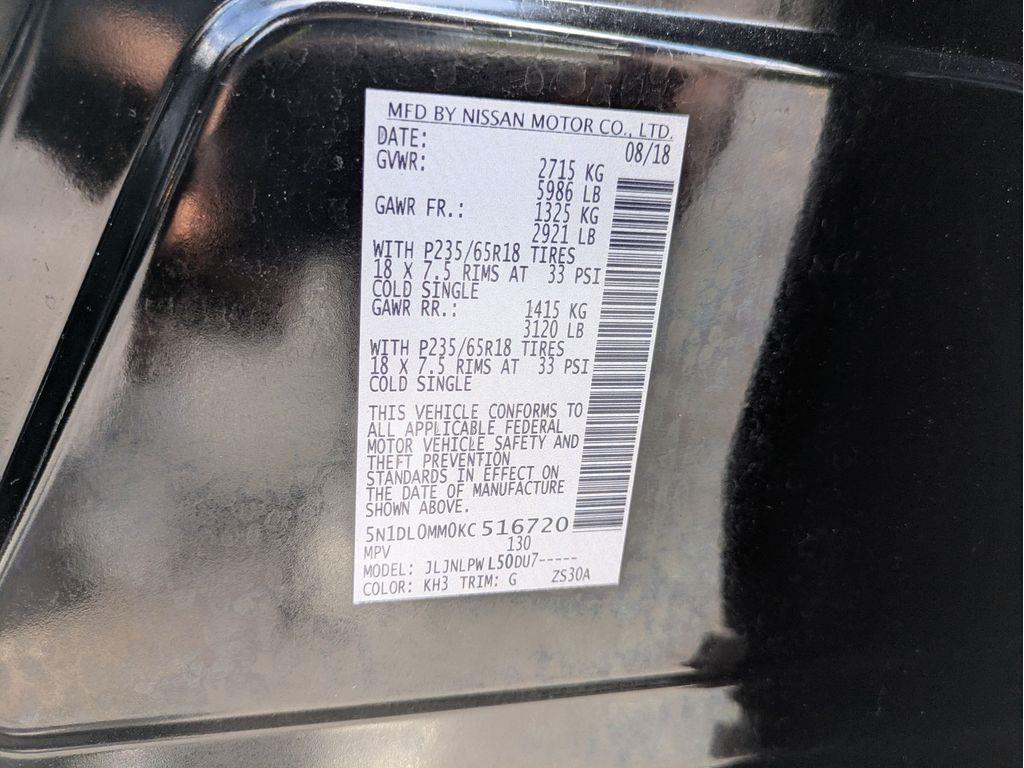 MFD BY NISSAN MOTOR CO., LTD.
DATE: 08/18
GVWR: 2715 KG
5986 LB
GAWR FR.: 1325 KG
2921 LB
WITH P235/65R18 TIRES
18 X 7.5 RIMS AT 33 PSI
COLD SINGLE
GAWR RR.: 1415 KG
3120 LB
WITH P235/65R18 TIRES
18 X 7.5 RIMS AT 33 PSI
COLD SINGLE
THIS VEHICLE CONFORMS TO
ALL APPLICABLE FEDERAL
MOTOR VEHICLE SAFETY AND
THEFT PREVENTION
STANDARDS IN EFFECT ON
THE DATE OF MANUFACTURE
SHOWN ABOVE.
5N1DL0MM0KC516720
MPV 130
MODEL: JLJNLPWL50DU7-----
COLOR: KH3 TRIM: G ZS30A